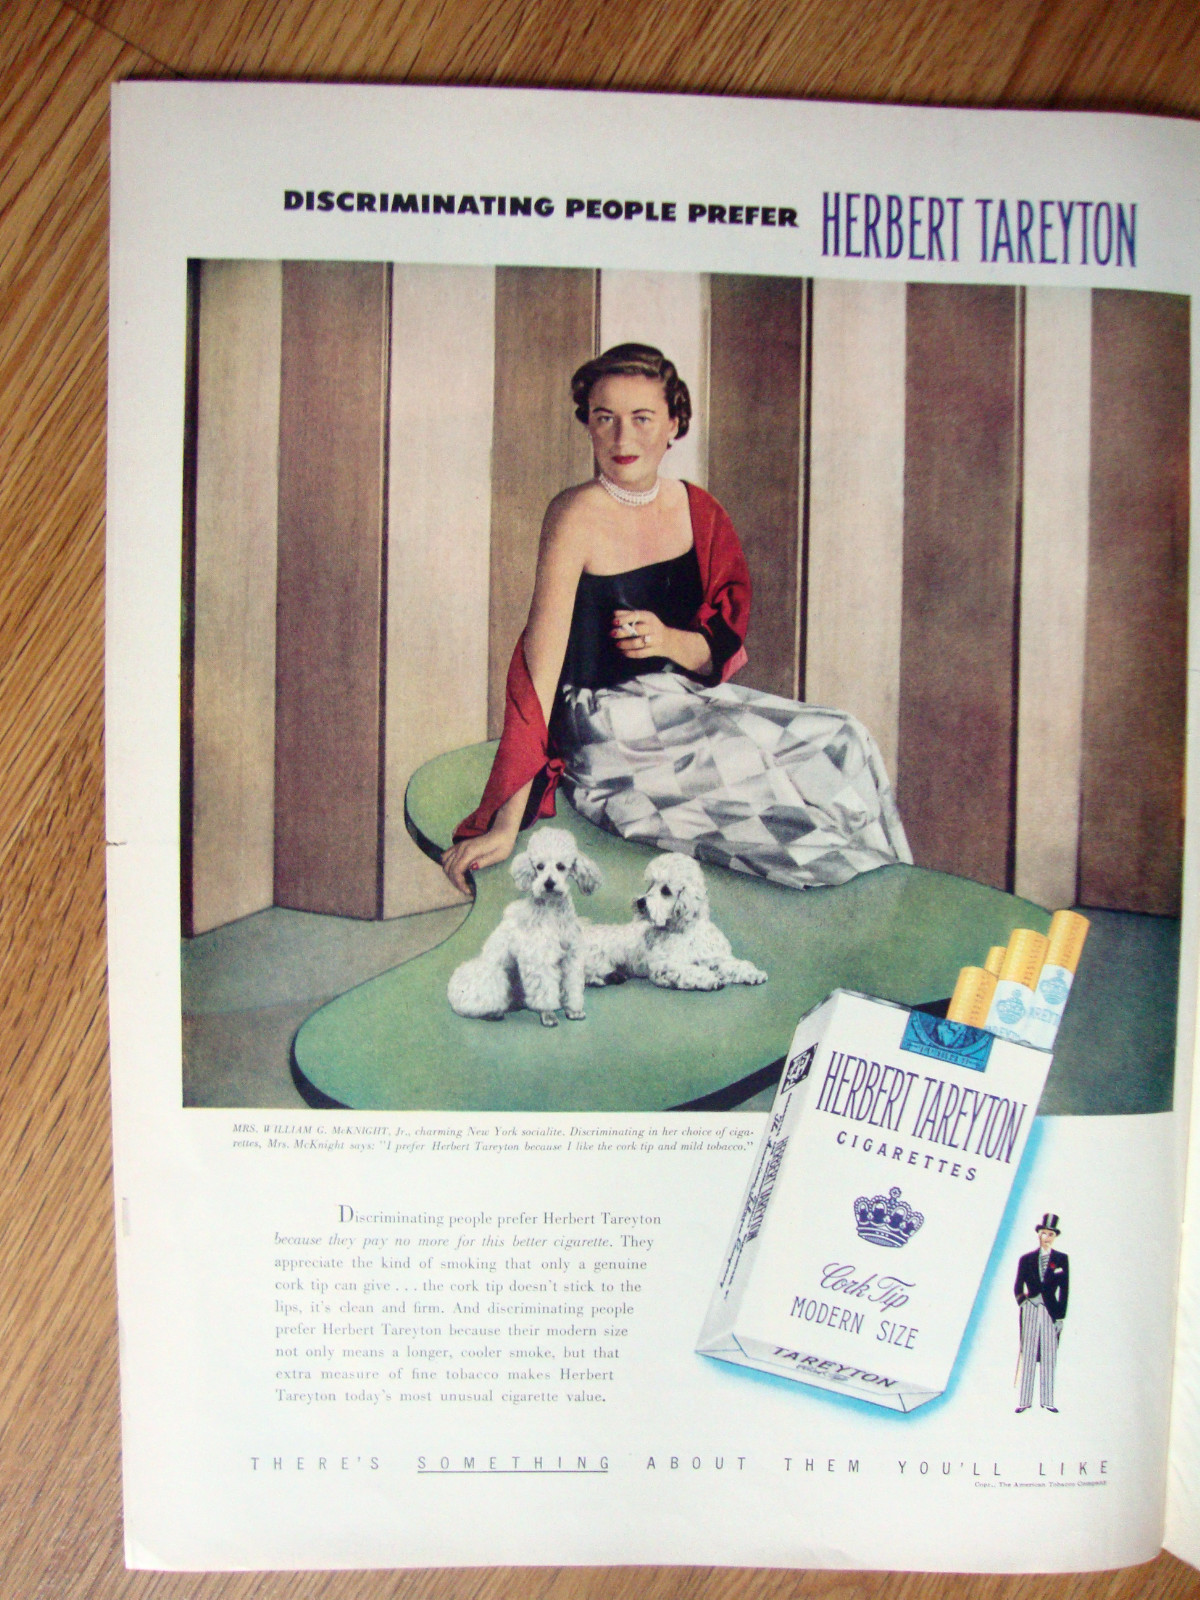 DISCRIMINATING PEOPLE PREFER HERBERT TAREYTON
MRS. WILLIAM G. McKNIGHT, Jr., charming New York socialite. Discriminating in her choice of ciga-
rettes, Mrs. McKnight says: "I prefer Herbert Tareyton because I like the cork tip and mild tobacco."
Discriminating people prefer Herbert Tareyton
because they pay no more for this better cigarette. They
appreciate the kind of smoking that only a genuine
cork tip can give . . . the cork tip doesn't stick to the
lips, it's clean and firm. And discriminating people
prefer Herbert Tareyton because their modern size
not only means a longer, cooler smoke, but that
extra measure of fine tobacco makes Herbert
Tareyton today's most unusual cigarette value.
HERBERT TAREYTON
CIGARETTES
Cork Tip
MODERN SIZE
TAREYTON
THERE'S SOMETHING ABOUT THEM YOU'LL LIKE
Copr., The American Tobacco Company